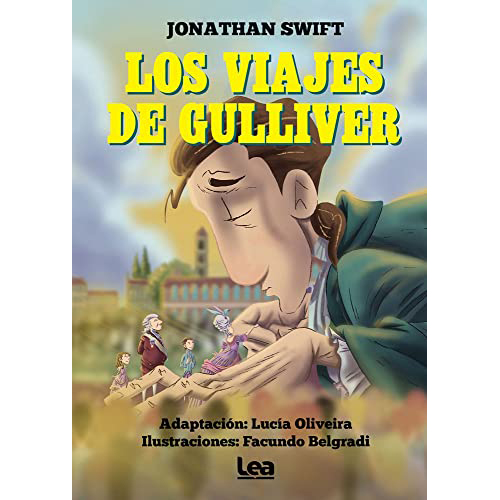 JONATHAN SWIFT
LOS VIAJES
DE GULLIVER
Adaptación: Lucía Oliveira
Ilustraciones: Facundo Belgradi
Lea